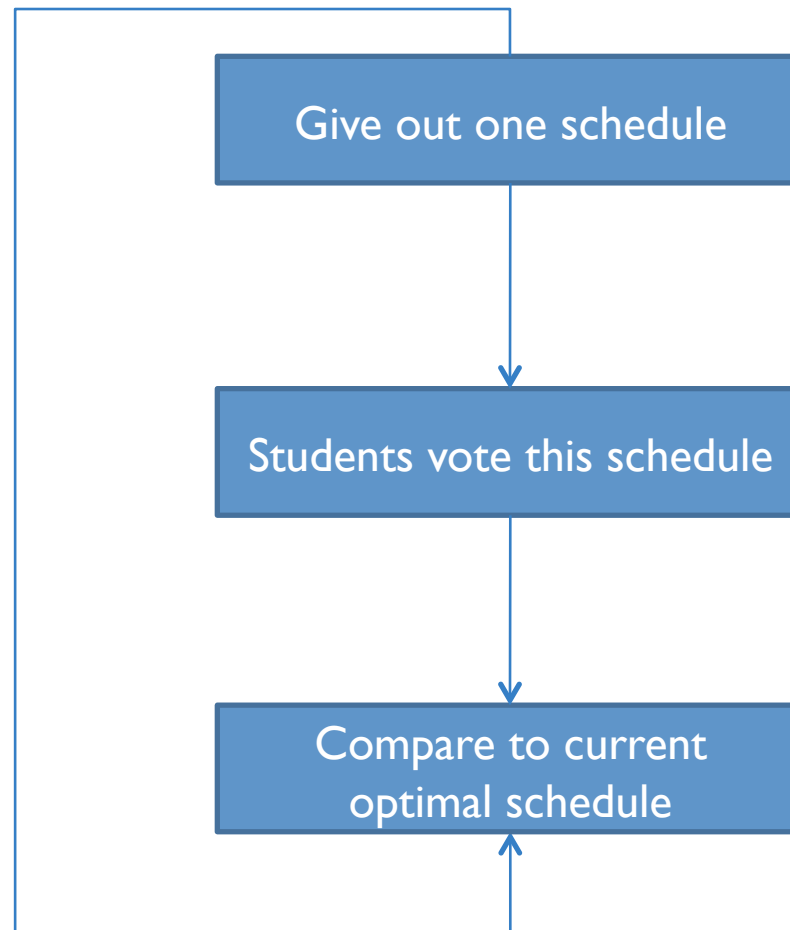 Give out one schedule
Students vote this schedule
Compare to current
optimal schedule